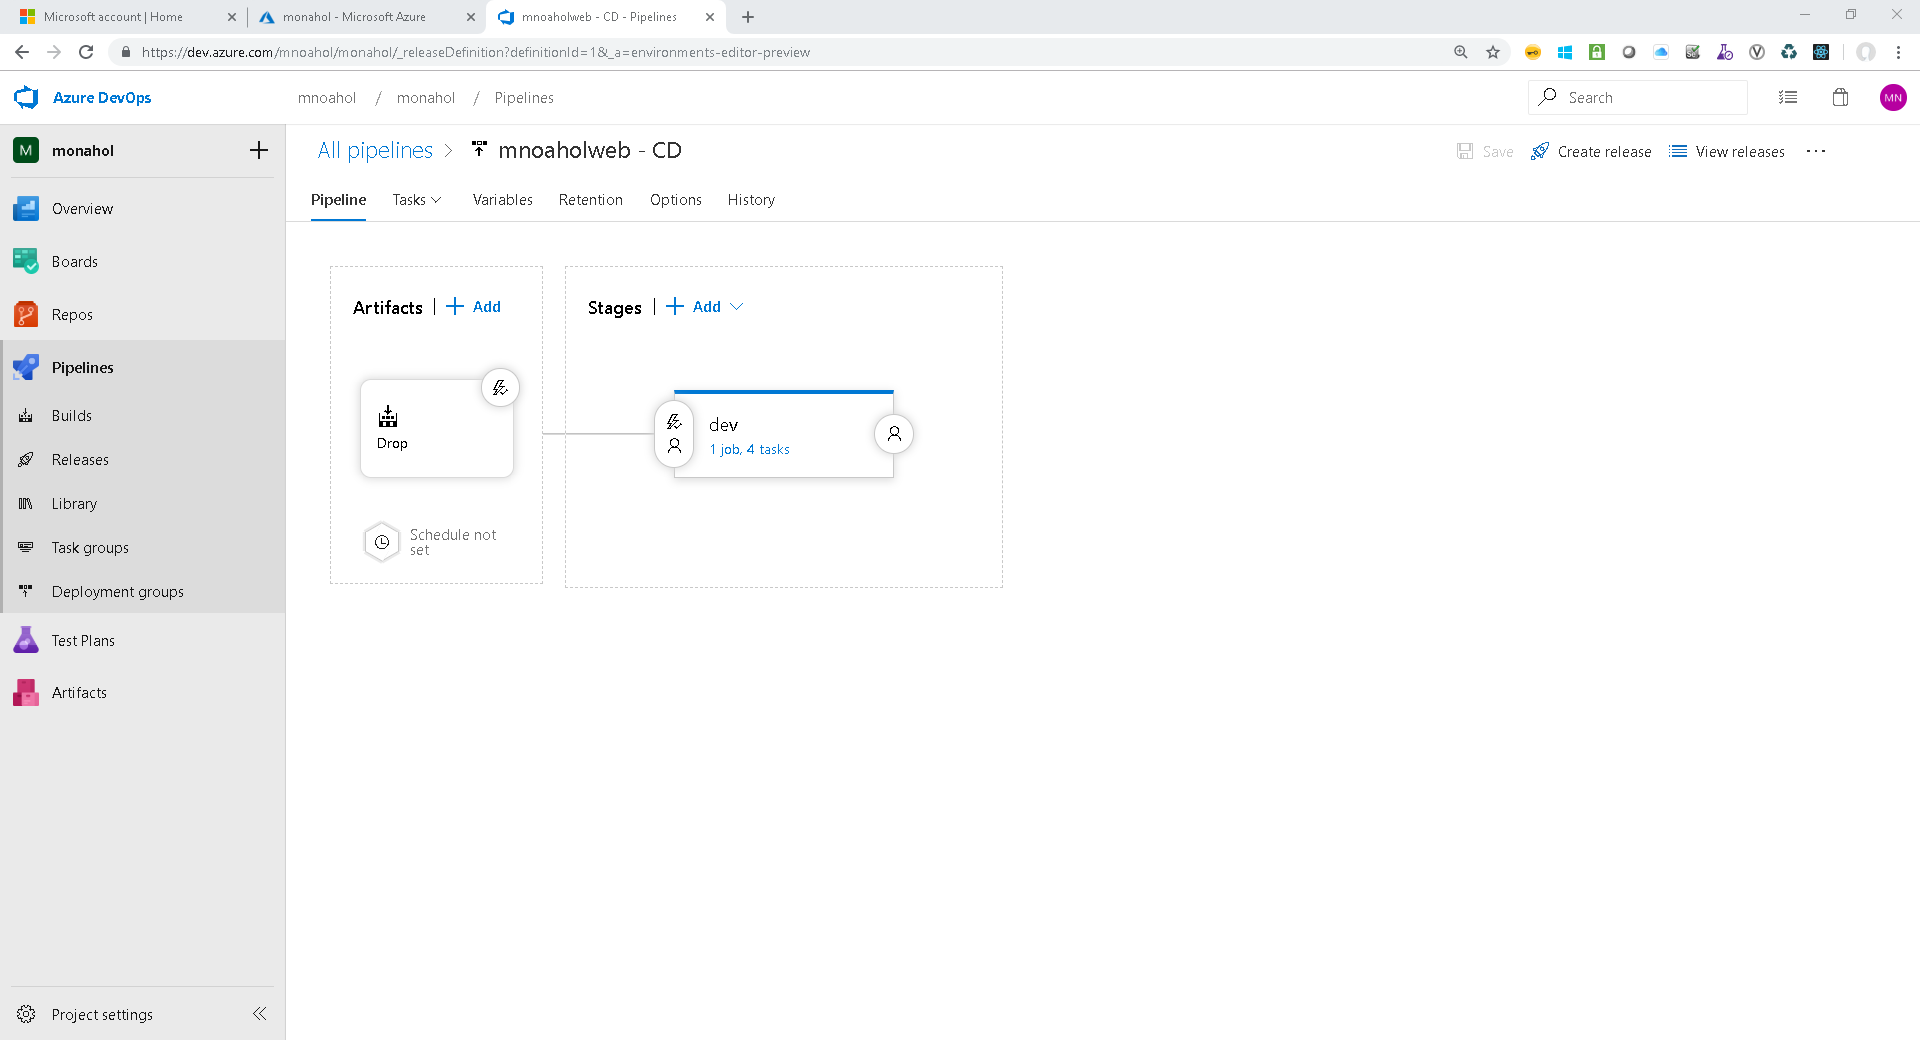 Microsoft account | Home
monahol - Microsoft Azure
mnoaholweb - CD - Pipelines
https://dev.azure.com/mnoahol/monahol/_releaseDefinition?definitionId=1&_a=environments-editor-preview
Azure DevOps
mnoahol / monahol / Pipelines
Search
MN
M monahol
All pipelines > mnoaholweb - CD
Save
Create release
View releases
Pipeline Tasks Variables Retention Options History
Overview
Boards
Repos
Pipelines
Builds
Releases
Library
Task groups
Deployment groups
Test Plans
Artifacts
Project settings
Artifacts | + Add
Drop
Schedule not
set
Stages | + Add
dev
1 job, 4 tasks